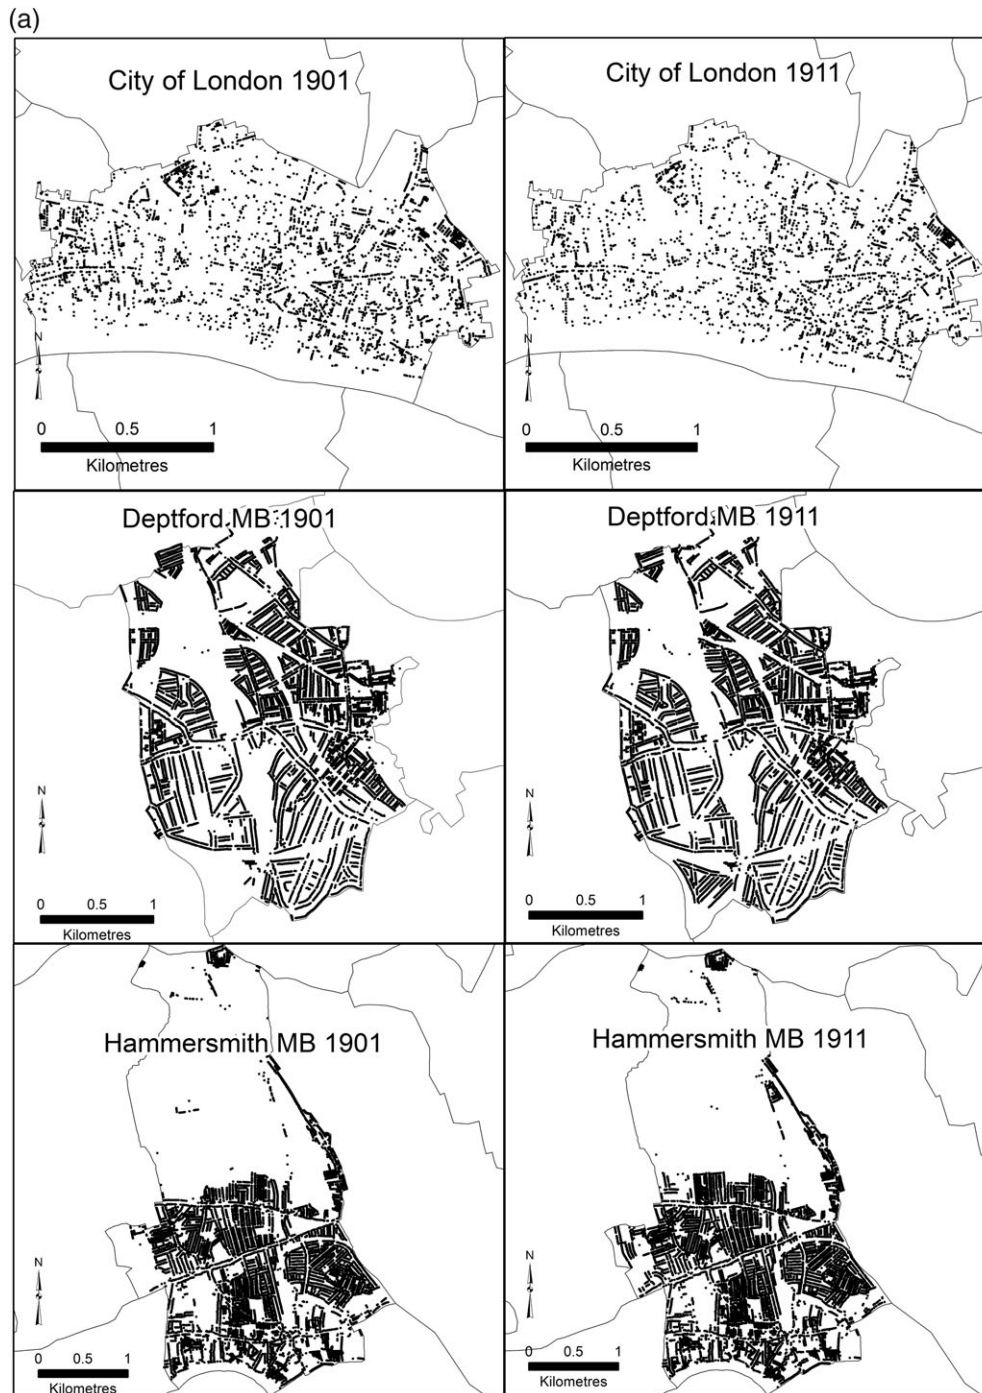 (a)
City of London 1901
N
0 0.5 1
Kilometres
City of London 1911
N
0 0.5 1
Kilometres
Deptford MB 1901
N
0 0.5 1
Kilometres
Deptford MB 1911
N
0 0.5 1
Kilometres
Hammersmith MB 1901
N
0 0.5 1
Kilometres
Hammersmith MB 1911
N
0 0.5 1
Kilometres